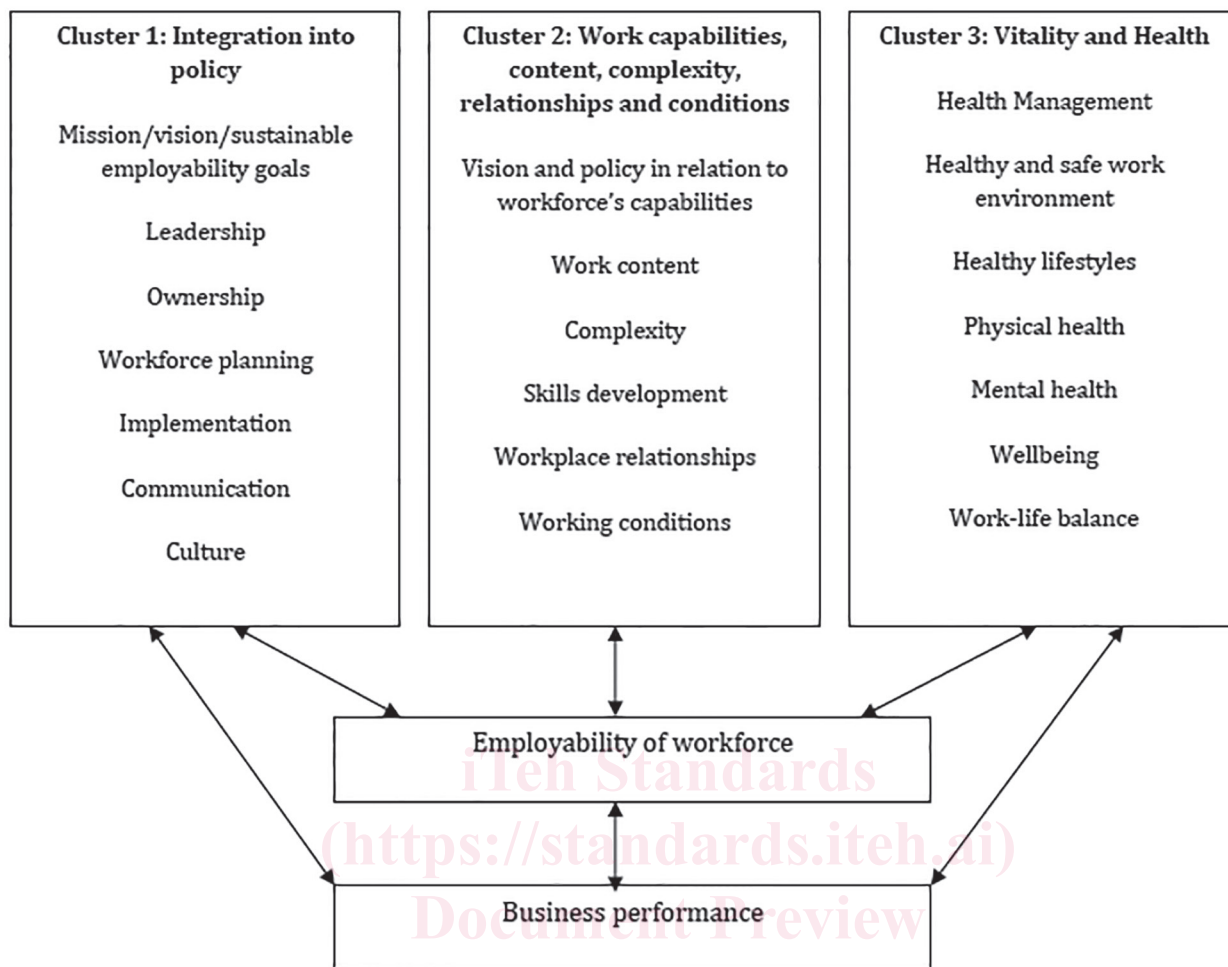 Cluster 1: Integration into
policy
Mission/vision/sustainable
employability goals
Leadership
Ownership
Workforce planning
Implementation
Communication
Culture
Cluster 2: Work capabilities,
content, complexity,
relationships and conditions
Vision and policy in relation to
workforce's capabilities
Work content
Complexity
Skills development
Workplace relationships
Working conditions
Cluster 3: Vitality and Health
Health Management
Healthy and safe work
environment
Healthy lifestyles
Physical health
Mental health
Wellbeing
Work-life balance
Employability of workforce
iTeh Standards
(https://standards.iteh.ai)
Business performance
Document Preview